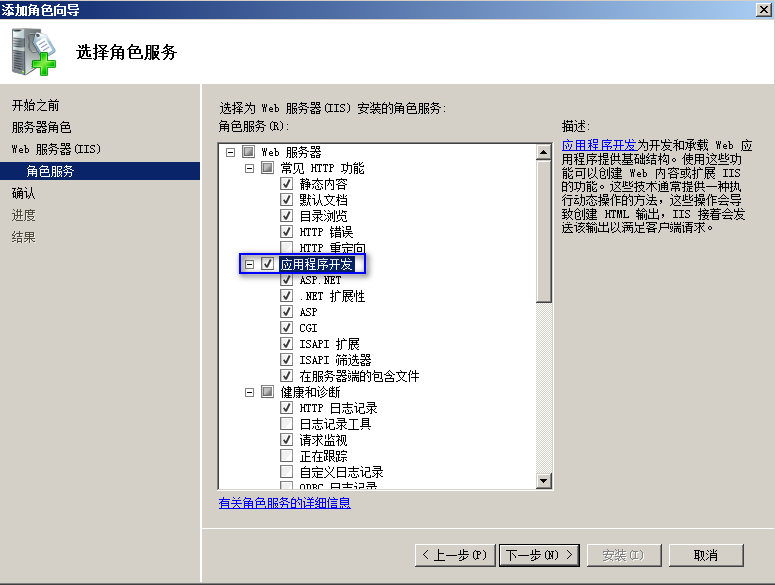 添加角色向导
选择角色服务
开始之前
服务器角色
Web 服务器(IIS)
角色服务
确认
进度
结果
选择为 Web 服务器(IIS) 安装的角色服务:
角色服务(R):
Web 服务器
常见 HTTP 功能
静态内容
默认文档
目录浏览
HTTP 错误
HTTP 重定向
应用程序开发
ASP.NET
.NET 扩展性
ASP
CGI
ISAPI 扩展
ISAPI 筛选器
在服务器端的包含文件
健康和诊断
HTTP 日志记录
日志记录工具
请求监视
正在跟踪
自定义日志记录
ODBC 日志记录
有关角色服务的详细信息
描述:
应用程序开发为开发和承载 Web 应
用程序提供基础结构。使用这些功
能可以创建 Web 内容或扩展 IIS
的功能。这些技术通常提供一种执
行动态操作的方法，这些操作会导
致创建 HTML 输出，IIS 接着会发
送该输出以满足客户端请求。
< 上一步(P)
下一步(N) >
安装(I)
取消